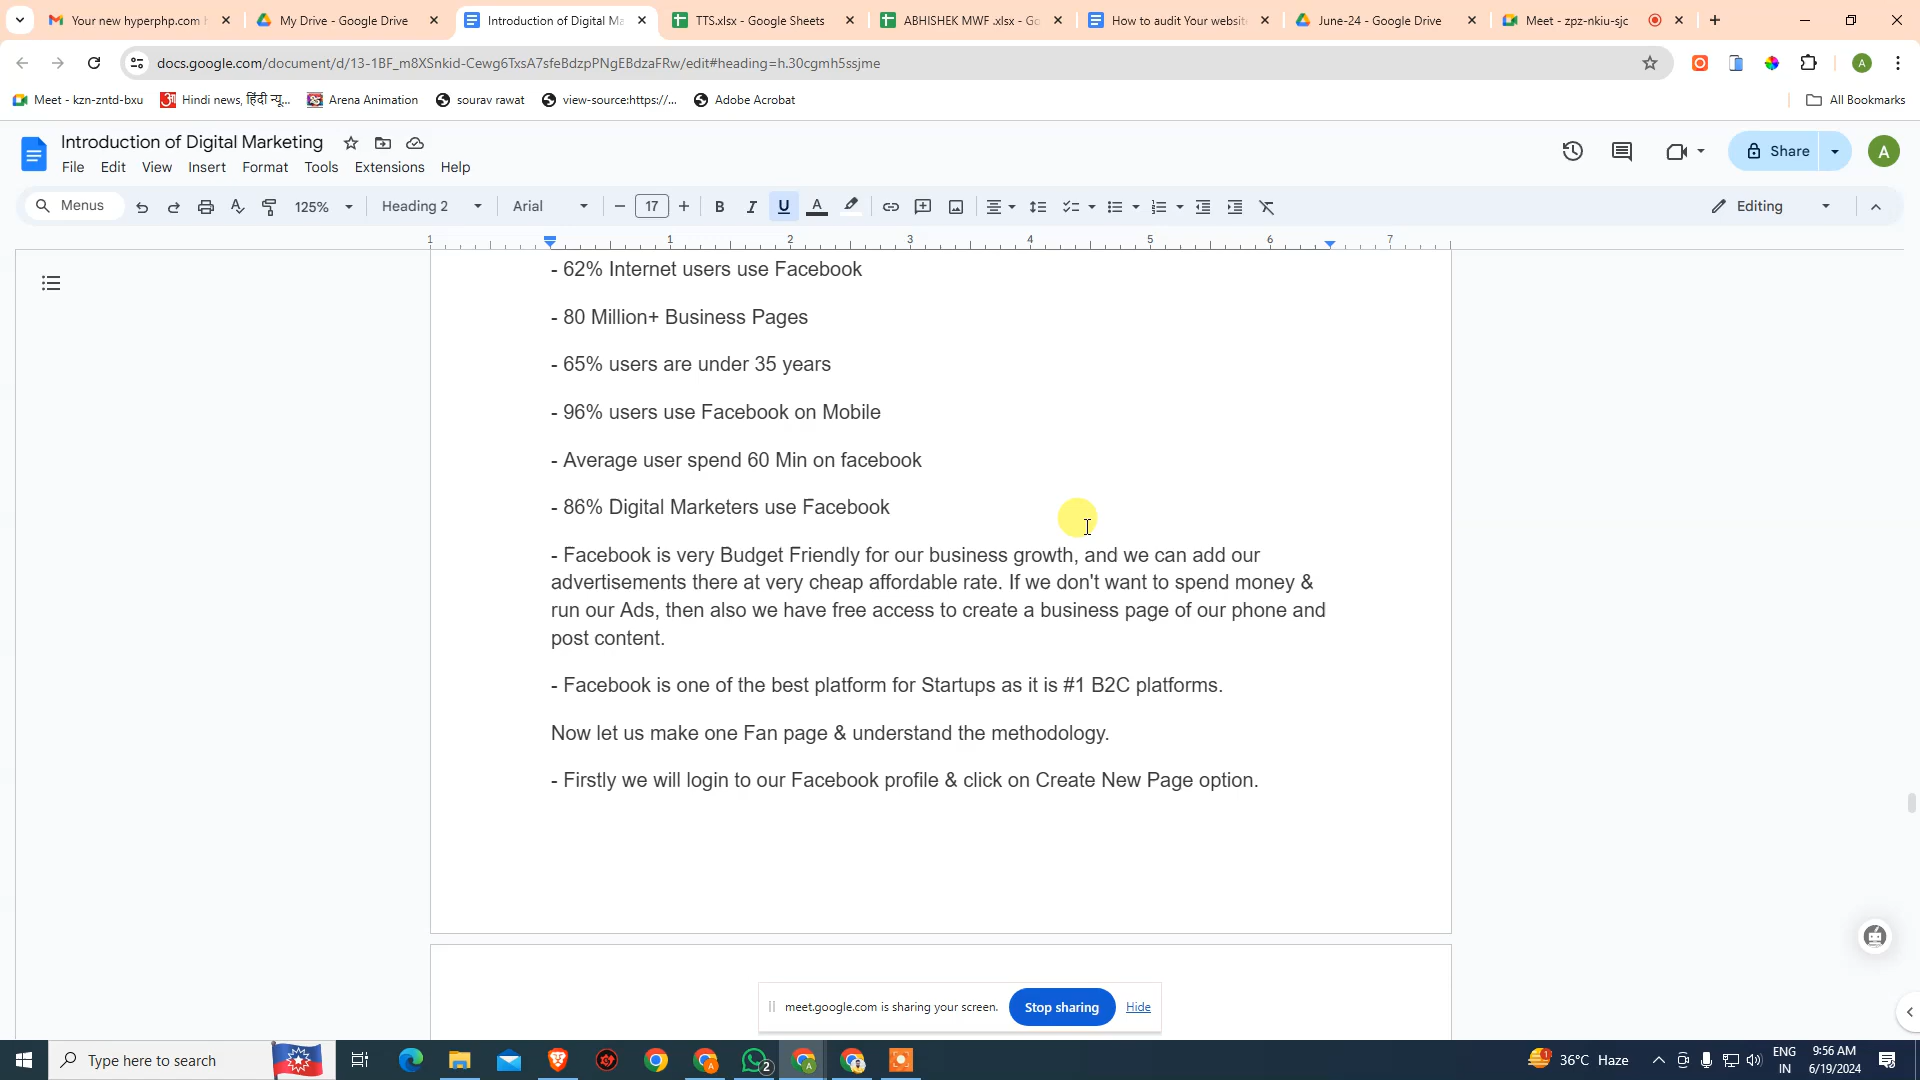 Your new hyperphp.com
My Drive - Google Drive
Introduction of Digital Ma
TTS.xlsx - Google Sheets
ABHISHEK MWF .xlsx - Go
How to audit Your website
June-24 - Google Drive
Meet - zpz-nkiu-sjc
docs.google.com/document/d/13-1BF_m8XSnkid-Cewg6TxsA7sfeBdzpPNgEBdzaFRw/edit#heading=h.30cgmh5ssjme
A
Meet - kzn-zntd-bxu
Hindi news, हिंदी न्यू...
Arena Animation
sourav rawat
view-source:https://...
Adobe Acrobat
All Bookmarks
Introduction of Digital Marketing
File Edit View Insert Format Tools Extensions Help
Share
A
Menus
125%
Heading 2
Arial
17
B I U A
Editing
1 1 2 3 4 5 6 7
- 62% Internet users use Facebook
- 80 Million+ Business Pages
- 65% users are under 35 years
- 96% users use Facebook on Mobile
- Average user spend 60 Min on facebook
- 86% Digital Marketers use Facebook
- Facebook is very Budget Friendly for our business growth, and we can add our
advertisements there at very cheap affordable rate. If we don't want to spend money &
run our Ads, then also we have free access to create a business page of our phone and
post content.
- Facebook is one of the best platform for Startups as it is #1 B2C platforms.
Now let us make one Fan page & understand the methodology.
- Firstly we will login to our Facebook profile & click on Create New Page option.
meet.google.com is sharing your screen.
Stop sharing
Hide
Type here to search
2
36°C Haze
ENG
IN
9:56 AM
6/19/2024